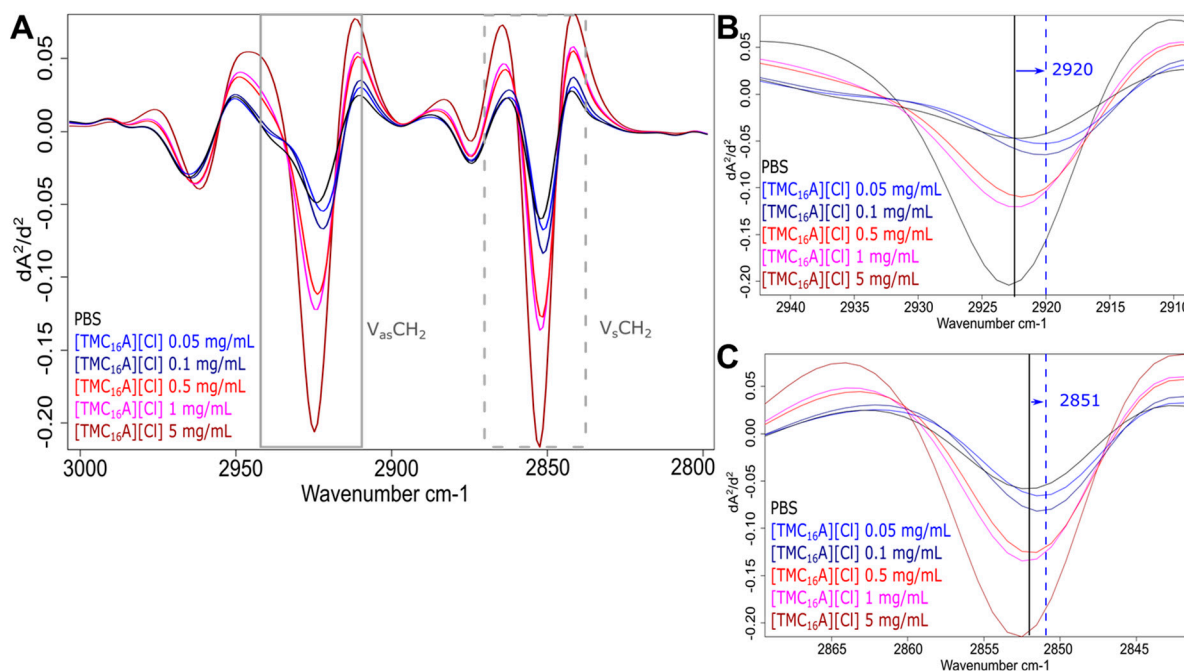 A
dA²/d²
0.05
0.00
-0.05
-0.10
-0.15
-0.20
PBS
[TMC₁₆A][Cl] 0.05 mg/mL
[TMC₁₆A][Cl] 0.1 mg/mL
[TMC₁₆A][Cl] 0.5 mg/mL
[TMC₁₆A][Cl] 1 mg/mL
[TMC₁₆A][Cl] 5 mg/mL
VasCH₂
VsCH₂
3000 2950 2900 2850 2800
Wavenumber cm-1
B
dA²/d²
0.05
0.00
-0.05
-0.10
-0.15
-0.20
2920
PBS
[TMC₁₆A][Cl] 0.05 mg/mL
[TMC₁₆A][Cl] 0.1 mg/mL
[TMC₁₆A][Cl] 0.5 mg/mL
[TMC₁₆A][Cl] 1 mg/mL
[TMC₁₆A][Cl] 5 mg/mL
2940 2930 2920 2910
Wavenumber cm-1
C
dA²/d²
0.05
0.00
-0.05
-0.10
-0.15
-0.20
2851
PBS
[TMC₁₆A][Cl] 0.05 mg/mL
[TMC₁₆A][Cl] 0.1 mg/mL
[TMC₁₆A][Cl] 0.5 mg/mL
[TMC₁₆A][Cl] 1 mg/mL
[TMC₁₆A][Cl] 5 mg/mL
2865 2860 2855 2850 2845
Wavenumber cm-1